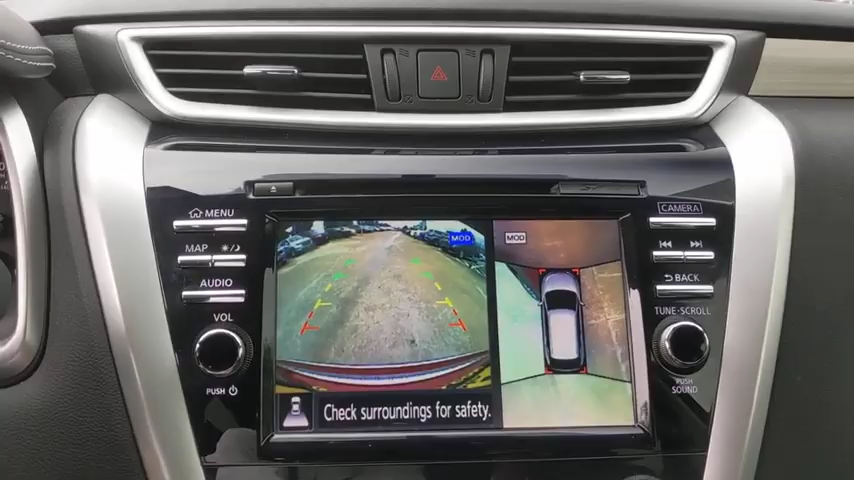 MENU
MAP
AUDIO
VOL
PUSH
MOD
MOD
Check surroundings for safety.
CAMERA
BACK
TUNE·SCROLL
PUSH
SOUND